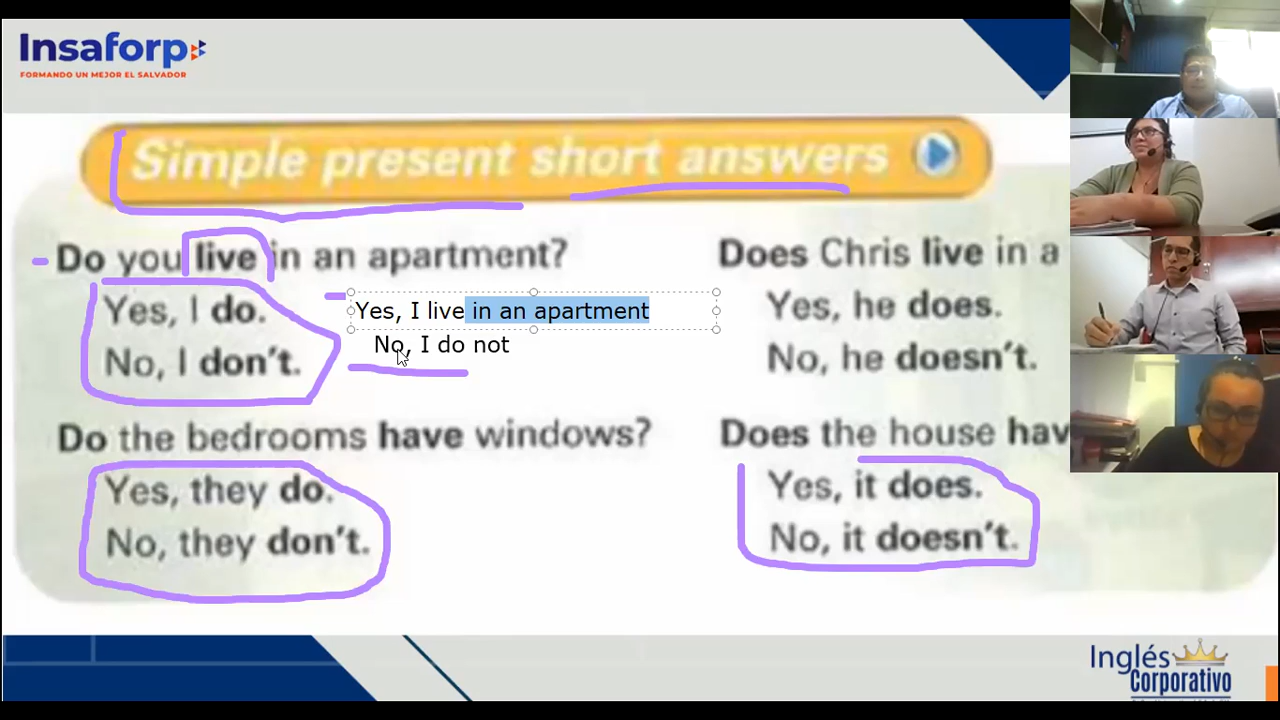 Insaforp
FORMANDO UN MEJOR EL SALVADOR
Simple present short answers
Do you live in an apartment?
Yes, I do.
No, I don't.
Yes, I live in an apartment
No, I do not
Do the bedrooms have windows?
Yes, they do.
No, they don't.
Does Chris live in a
Yes, he does.
No, he doesn't.
Does the house hav
Yes, it does.
No, it doesn't.
Inglés
Corporativo